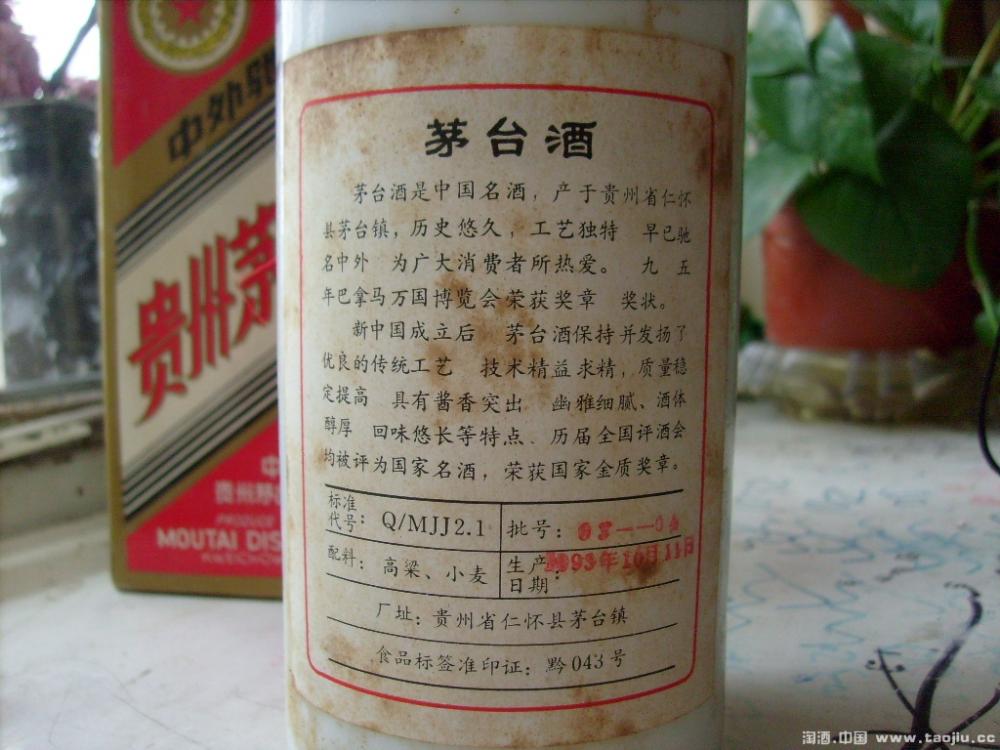 茅台酒
茅台酒是中国名酒，产于贵州省仁怀
县茅台镇，历史悠久，工艺独特 早已驰
名中外 为广大消费者所热爱。 九 五
年巴拿马万国博览会荣获奖章 奖状。
新中国成立后 茅台酒保持并发扬了
优良的传统工艺 技术精益求精，质量稳
定提高 具有酱香突出 幽雅细腻、酒体
醇厚 回味悠长等特点、历届全国评酒会
均被评为国家名酒，荣获国家金质奖章。
标准代号：Q/MJJ2.1 批号：
配料：高粱、小麦 生产日期：93年10月11日
厂址：贵州省仁怀县茅台镇
食品标签准印证：黔043号
中外驰
贵州茅
中
贵州茅
PRODUCE
MOUTAI DIS
淘酒.中国 www.taojiu.cc